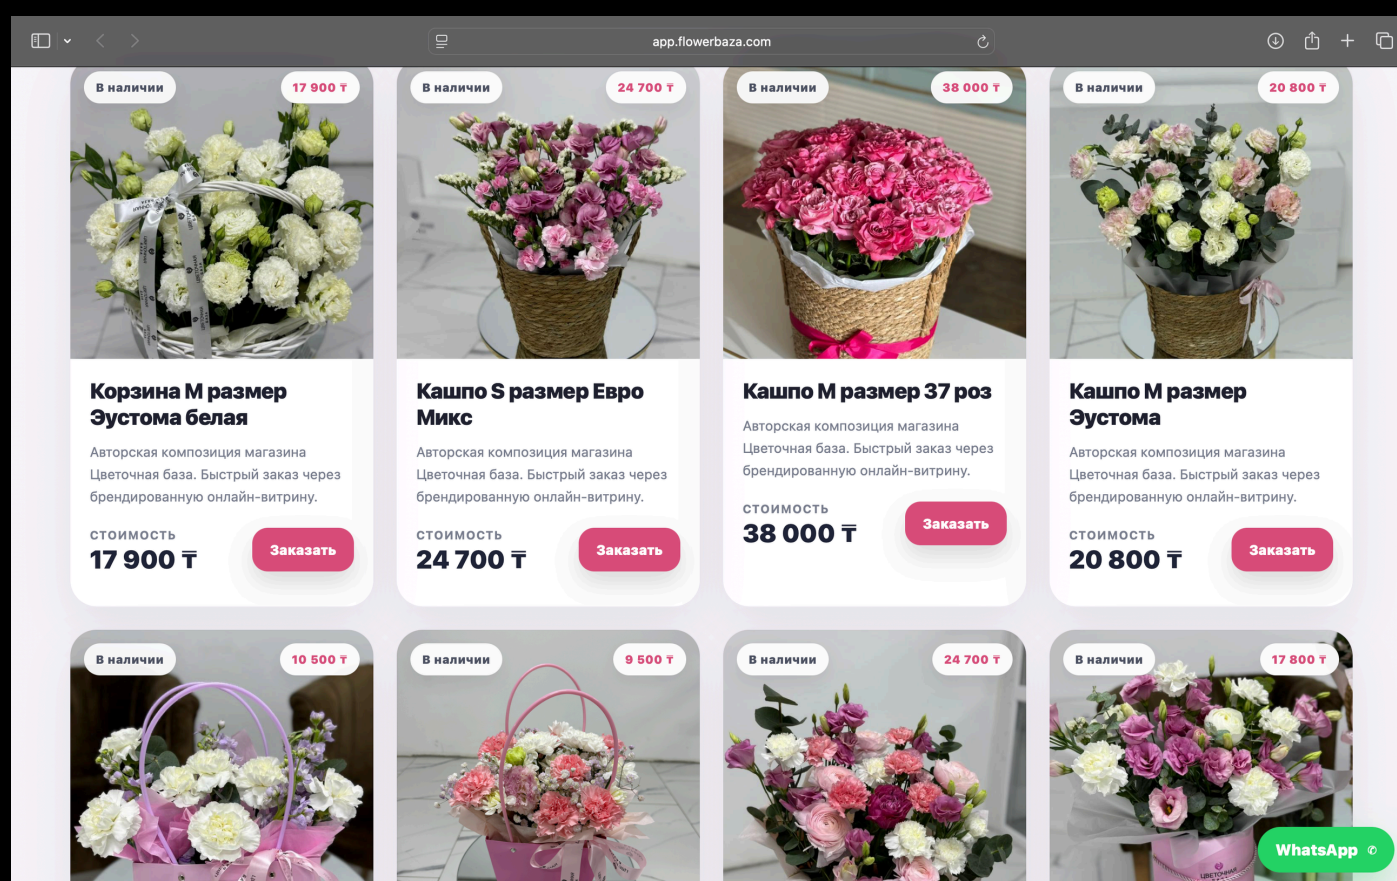 app.flowerbaza.com
В наличии
17 900 ₸
В наличии
24 700 ₸
В наличии
38 000 ₸
В наличии
20 800 ₸
Корзина M размер
Эустома белая
Авторская композиция магазина
Цветочная база. Быстрый заказ через
брендированную онлайн-витрину.
СТОИМОСТЬ
17 900 ₸
Заказать
Кашпо S размер Евро
Микс
Авторская композиция магазина
Цветочная база. Быстрый заказ через
брендированную онлайн-витрину.
СТОИМОСТЬ
24 700 ₸
Заказать
Кашпо M размер 37 роз
Авторская композиция магазина
Цветочная база. Быстрый заказ через
брендированную онлайн-витрину.
СТОИМОСТЬ
38 000 ₸
Заказать
Кашпо M размер
Эустома
Авторская композиция магазина
Цветочная база. Быстрый заказ через
брендированную онлайн-витрину.
СТОИМОСТЬ
20 800 ₸
Заказать
В наличии
10 500 ₸
В наличии
9 500 ₸
В наличии
24 700 ₸
В наличии
17 800 ₸
WhatsApp ✆